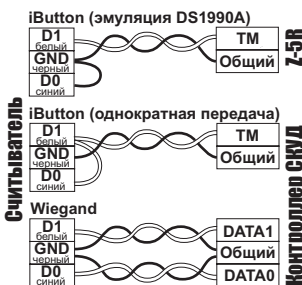 iButton (эмуляция DS1990A)
D1
белый
GND
черный
D0
синий
TM
Общий
Z-5R
iButton (однократная передача)
D1
белый
GND
черный
D0
синий
TM
Общий
Считыватель
Контроллер СКУД
Wiegand
D1
белый
GND
черный
D0
синий
DATA1
Общий
DATA0